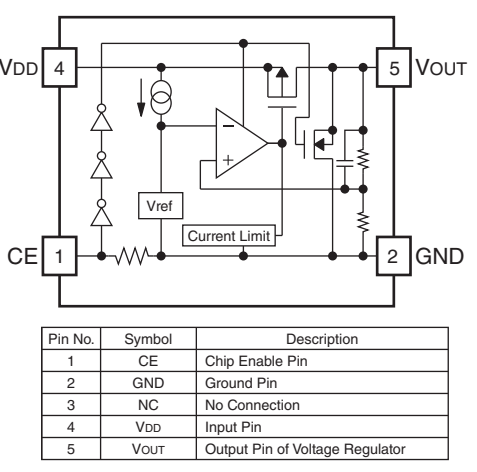 VDD 4 5 VOUT
−
+
Vref
Current Limit
CE 1 2 GND
Pin No. Symbol Description
1 CE Chip Enable Pin
2 GND Ground Pin
3 NC No Connection
4 VDD Input Pin
5 VOUT Output Pin of Voltage Regulator